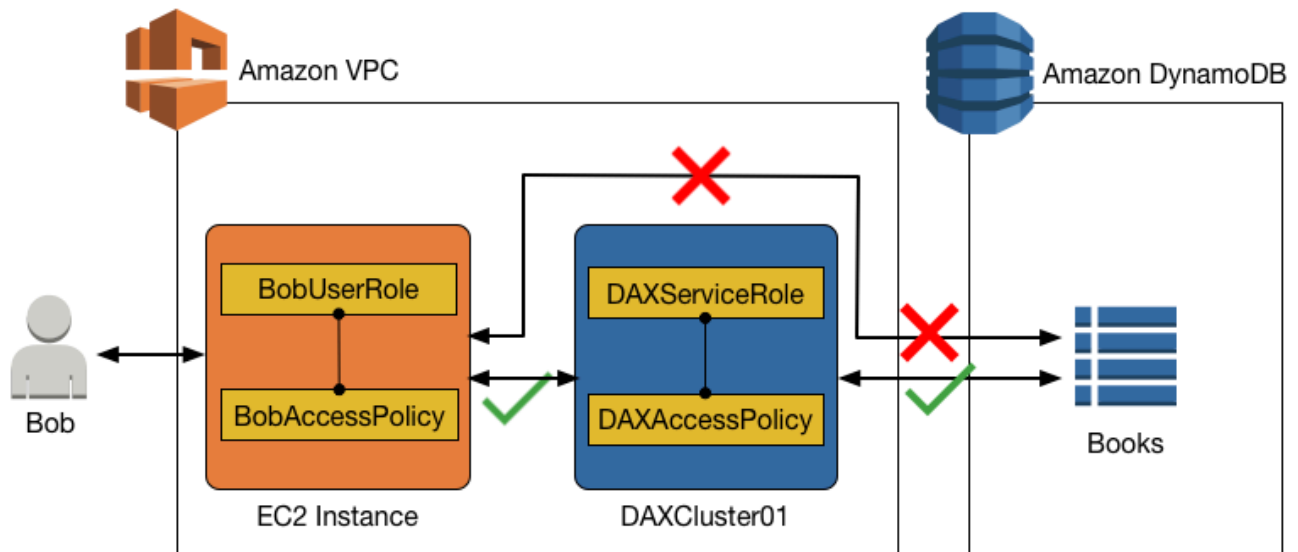 Amazon VPC
Amazon DynamoDB
BobUserRole
DAXServiceRole
BobAccessPolicy
DAXAccessPolicy
Bob
Books
EC2 Instance
DAXCluster01